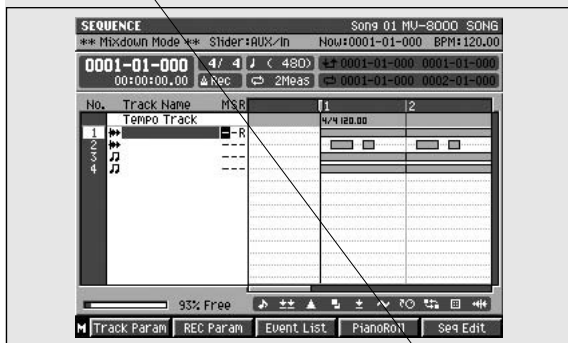 SEQUENCE Song 01 MV-8000 SONG
** Mixdown Mode ** Slider:AUX/In Now:0001-01-000 BPM:120.00
0001-01-000 4/ 4 ♩ ( 480) 0001-01-000 0001-01-000
00:00:00.00 Rec 2Meas 0001-01-000 0002-01-000
No. Track Name MSR 1 2
Tempo Track 4/4 120.00
1 --R
2 ---
3 ---
4 ---
93% Free
M Track Param REC Param Event List PianoRoll Seq Edit